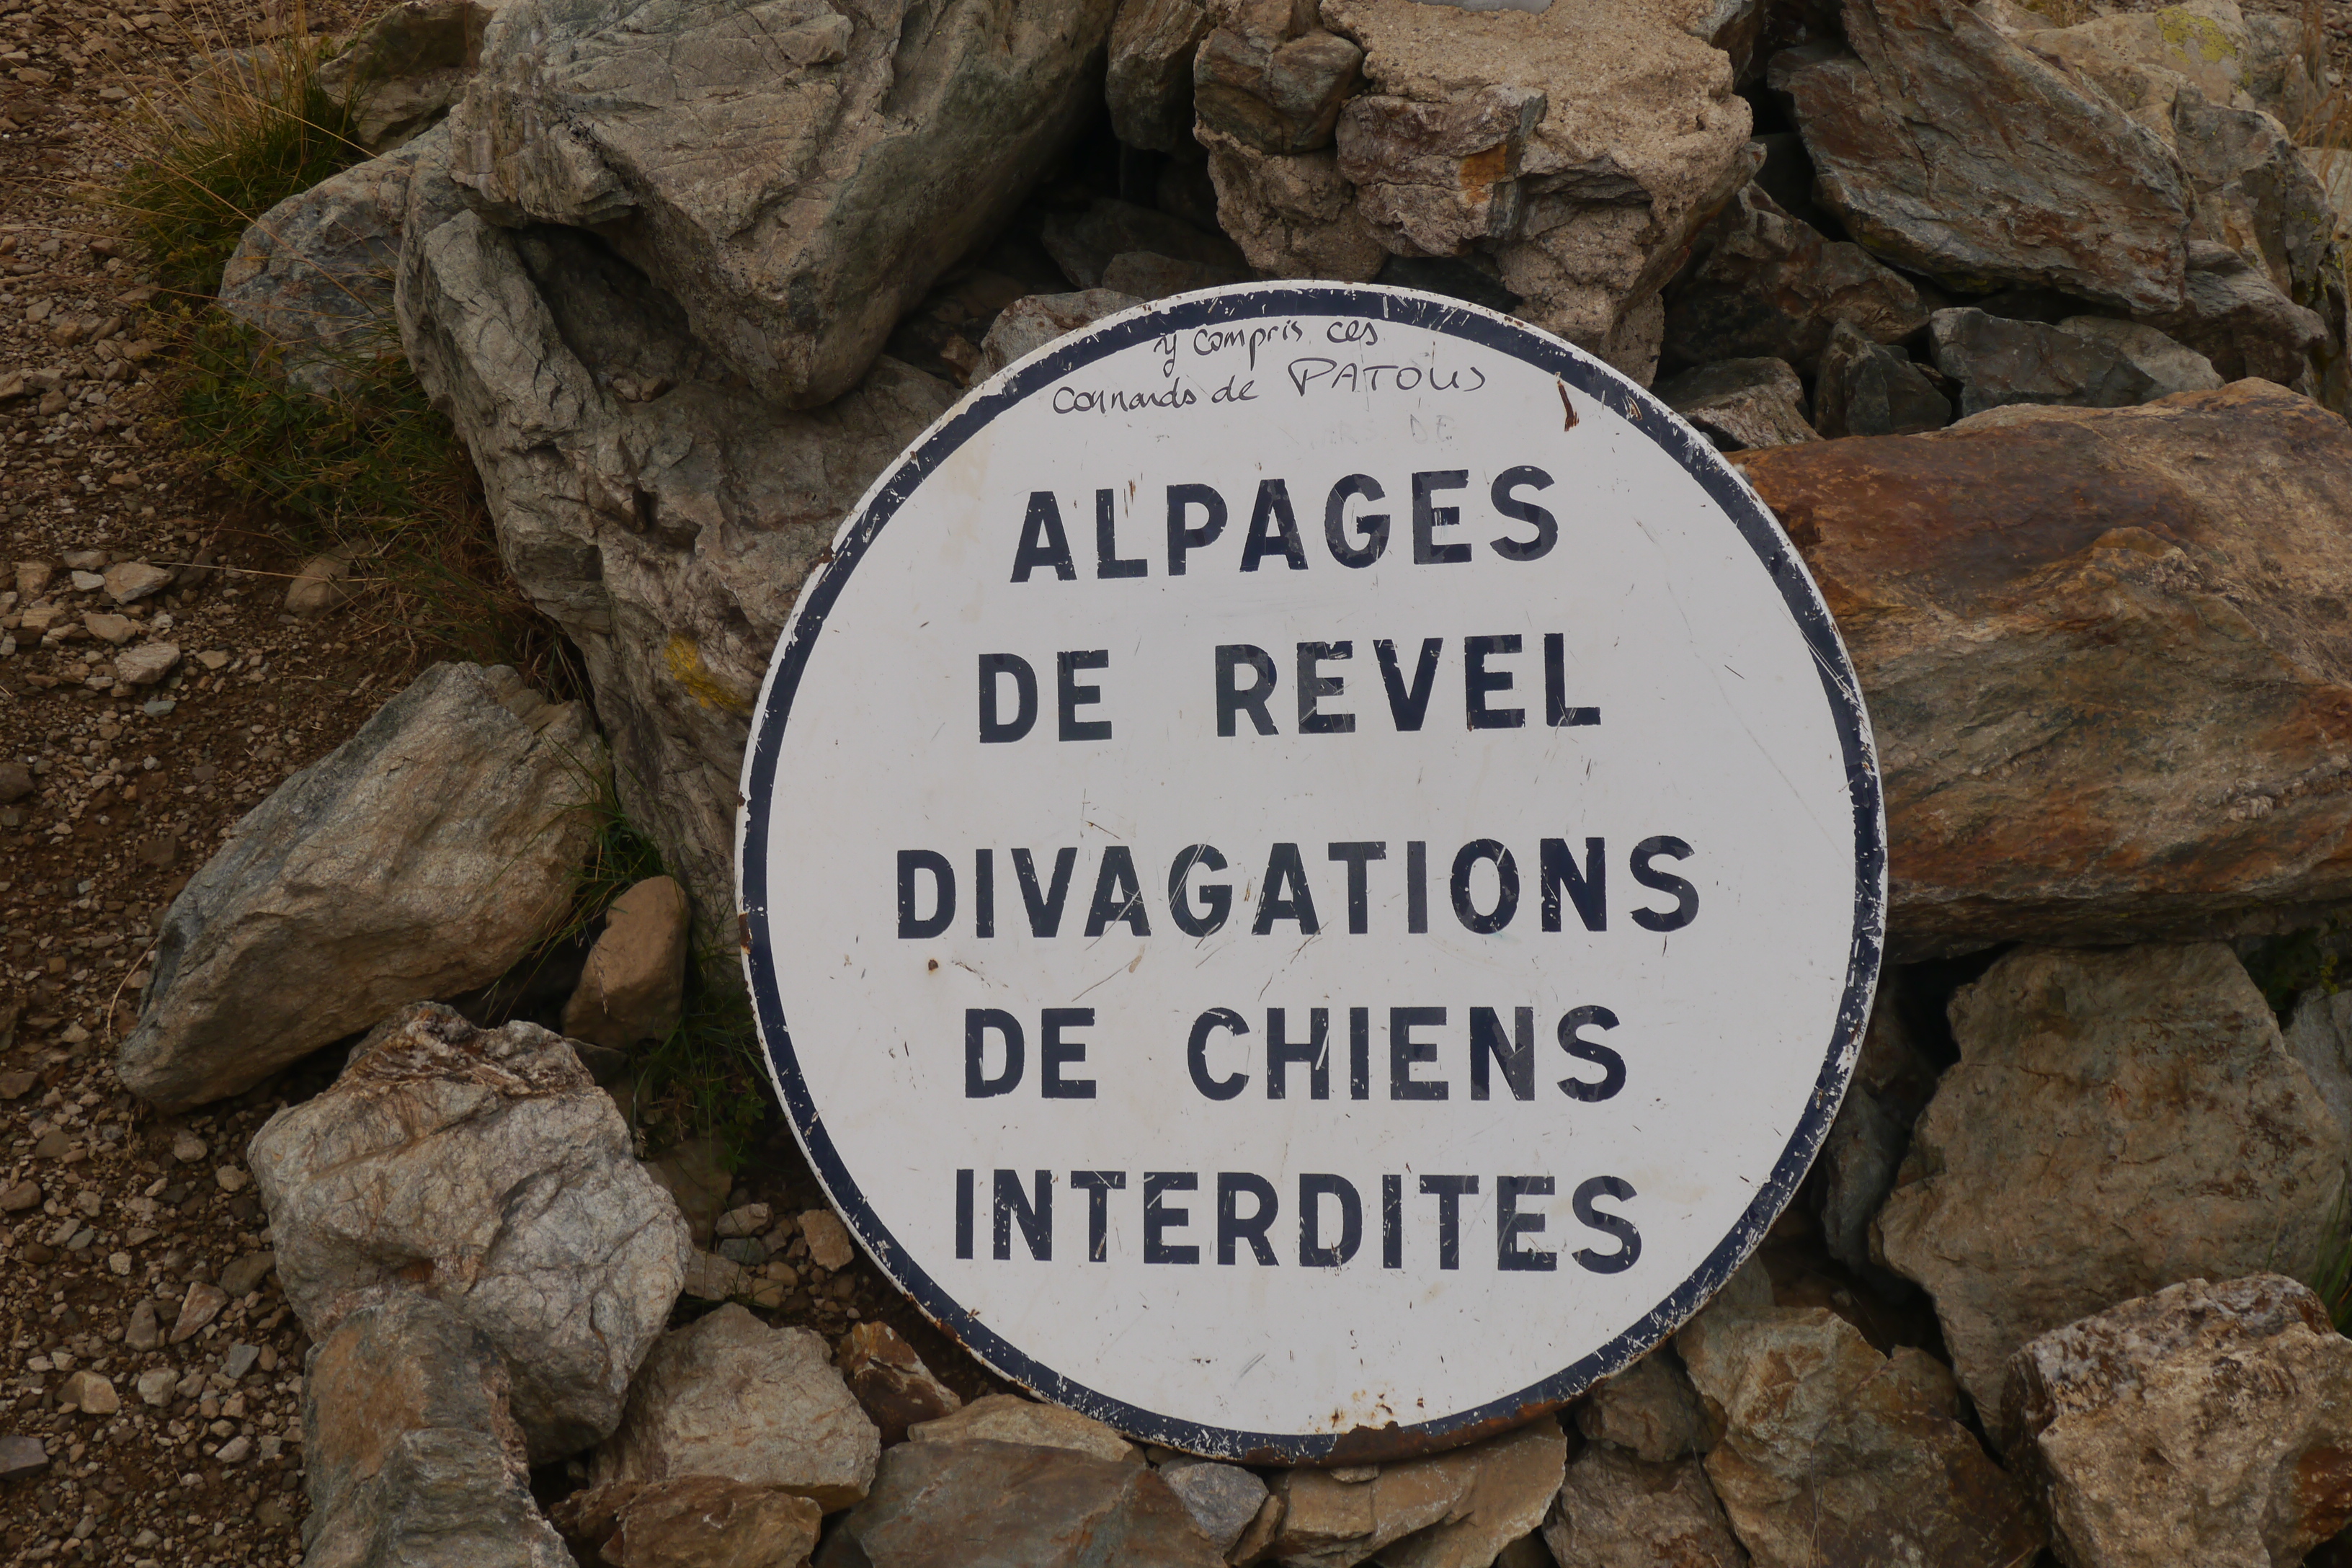 y compris ces
connards de PATOUS
ALPAGES
DE REVEL
DIVAGATIONS
DE CHIENS
INTERDITES